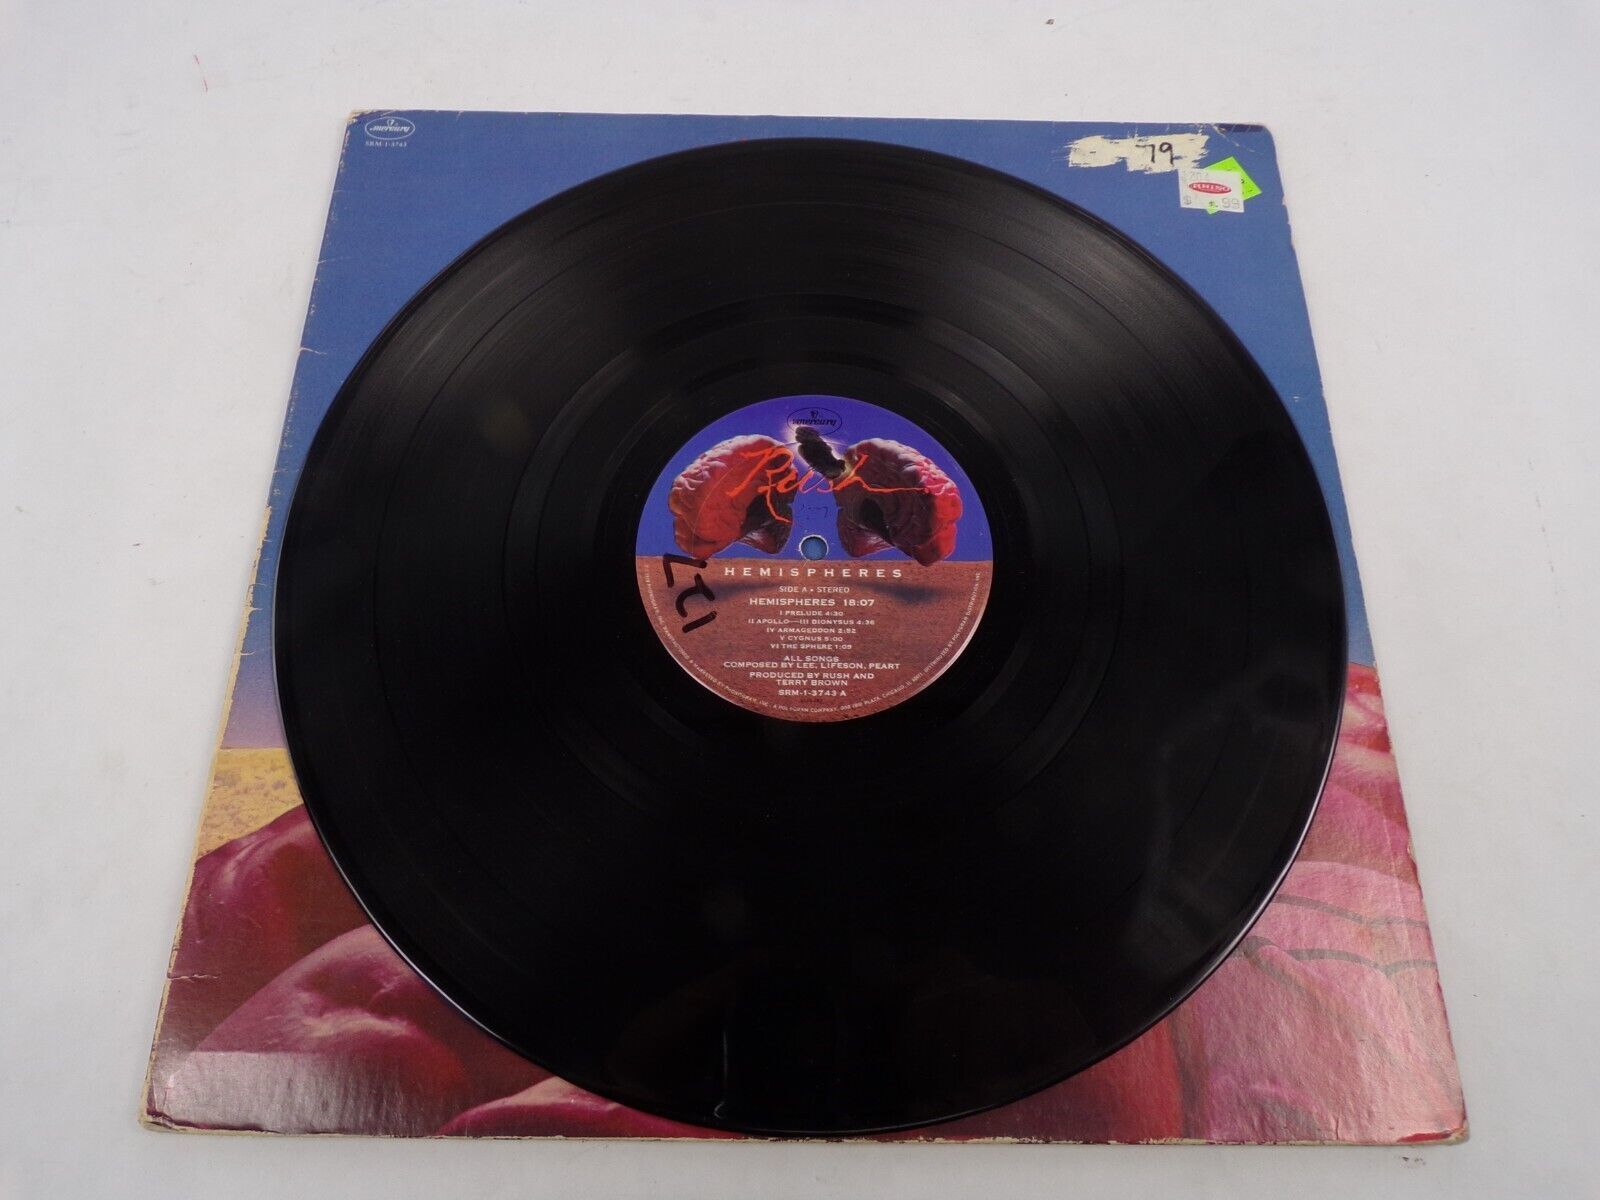 mercury
SRM-1-3743
79
RHINO
$ .99
mercury
Rush
HEMISPHERES
SIDE A • STEREO
HEMISPHERES 18:07
I PRELUDE 4:30
II APOLLO—III DIONYSUS 4:36
IV ARMAGEDDON 2:52
V CYGNUS 5:00
VI THE SPHERE 1:09
ALL SONGS
COMPOSED BY LEE, LIFESON, PEART
PRODUCED BY RUSH AND
TERRY BROWN
SRM-1-3743 A
127